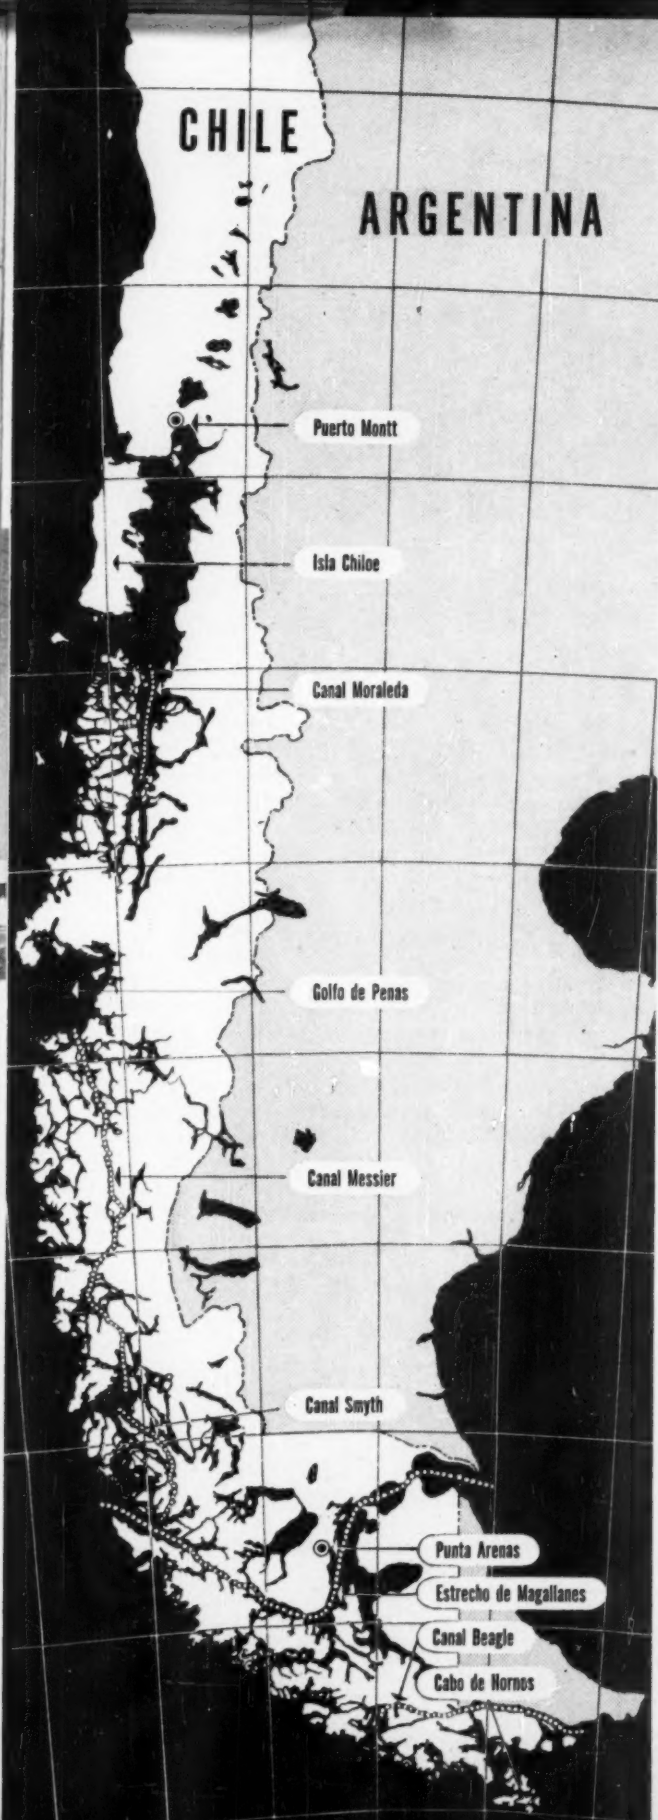 CHILE
ARGENTINA
Puerto Montt
Isla Chiloe
Canal Moraleda
Golfo de Penas
Canal Messier
Canal Smyth
Punta Arenas
Estrecho de Magallanes
Canal Beagle
Cabo de Hornos